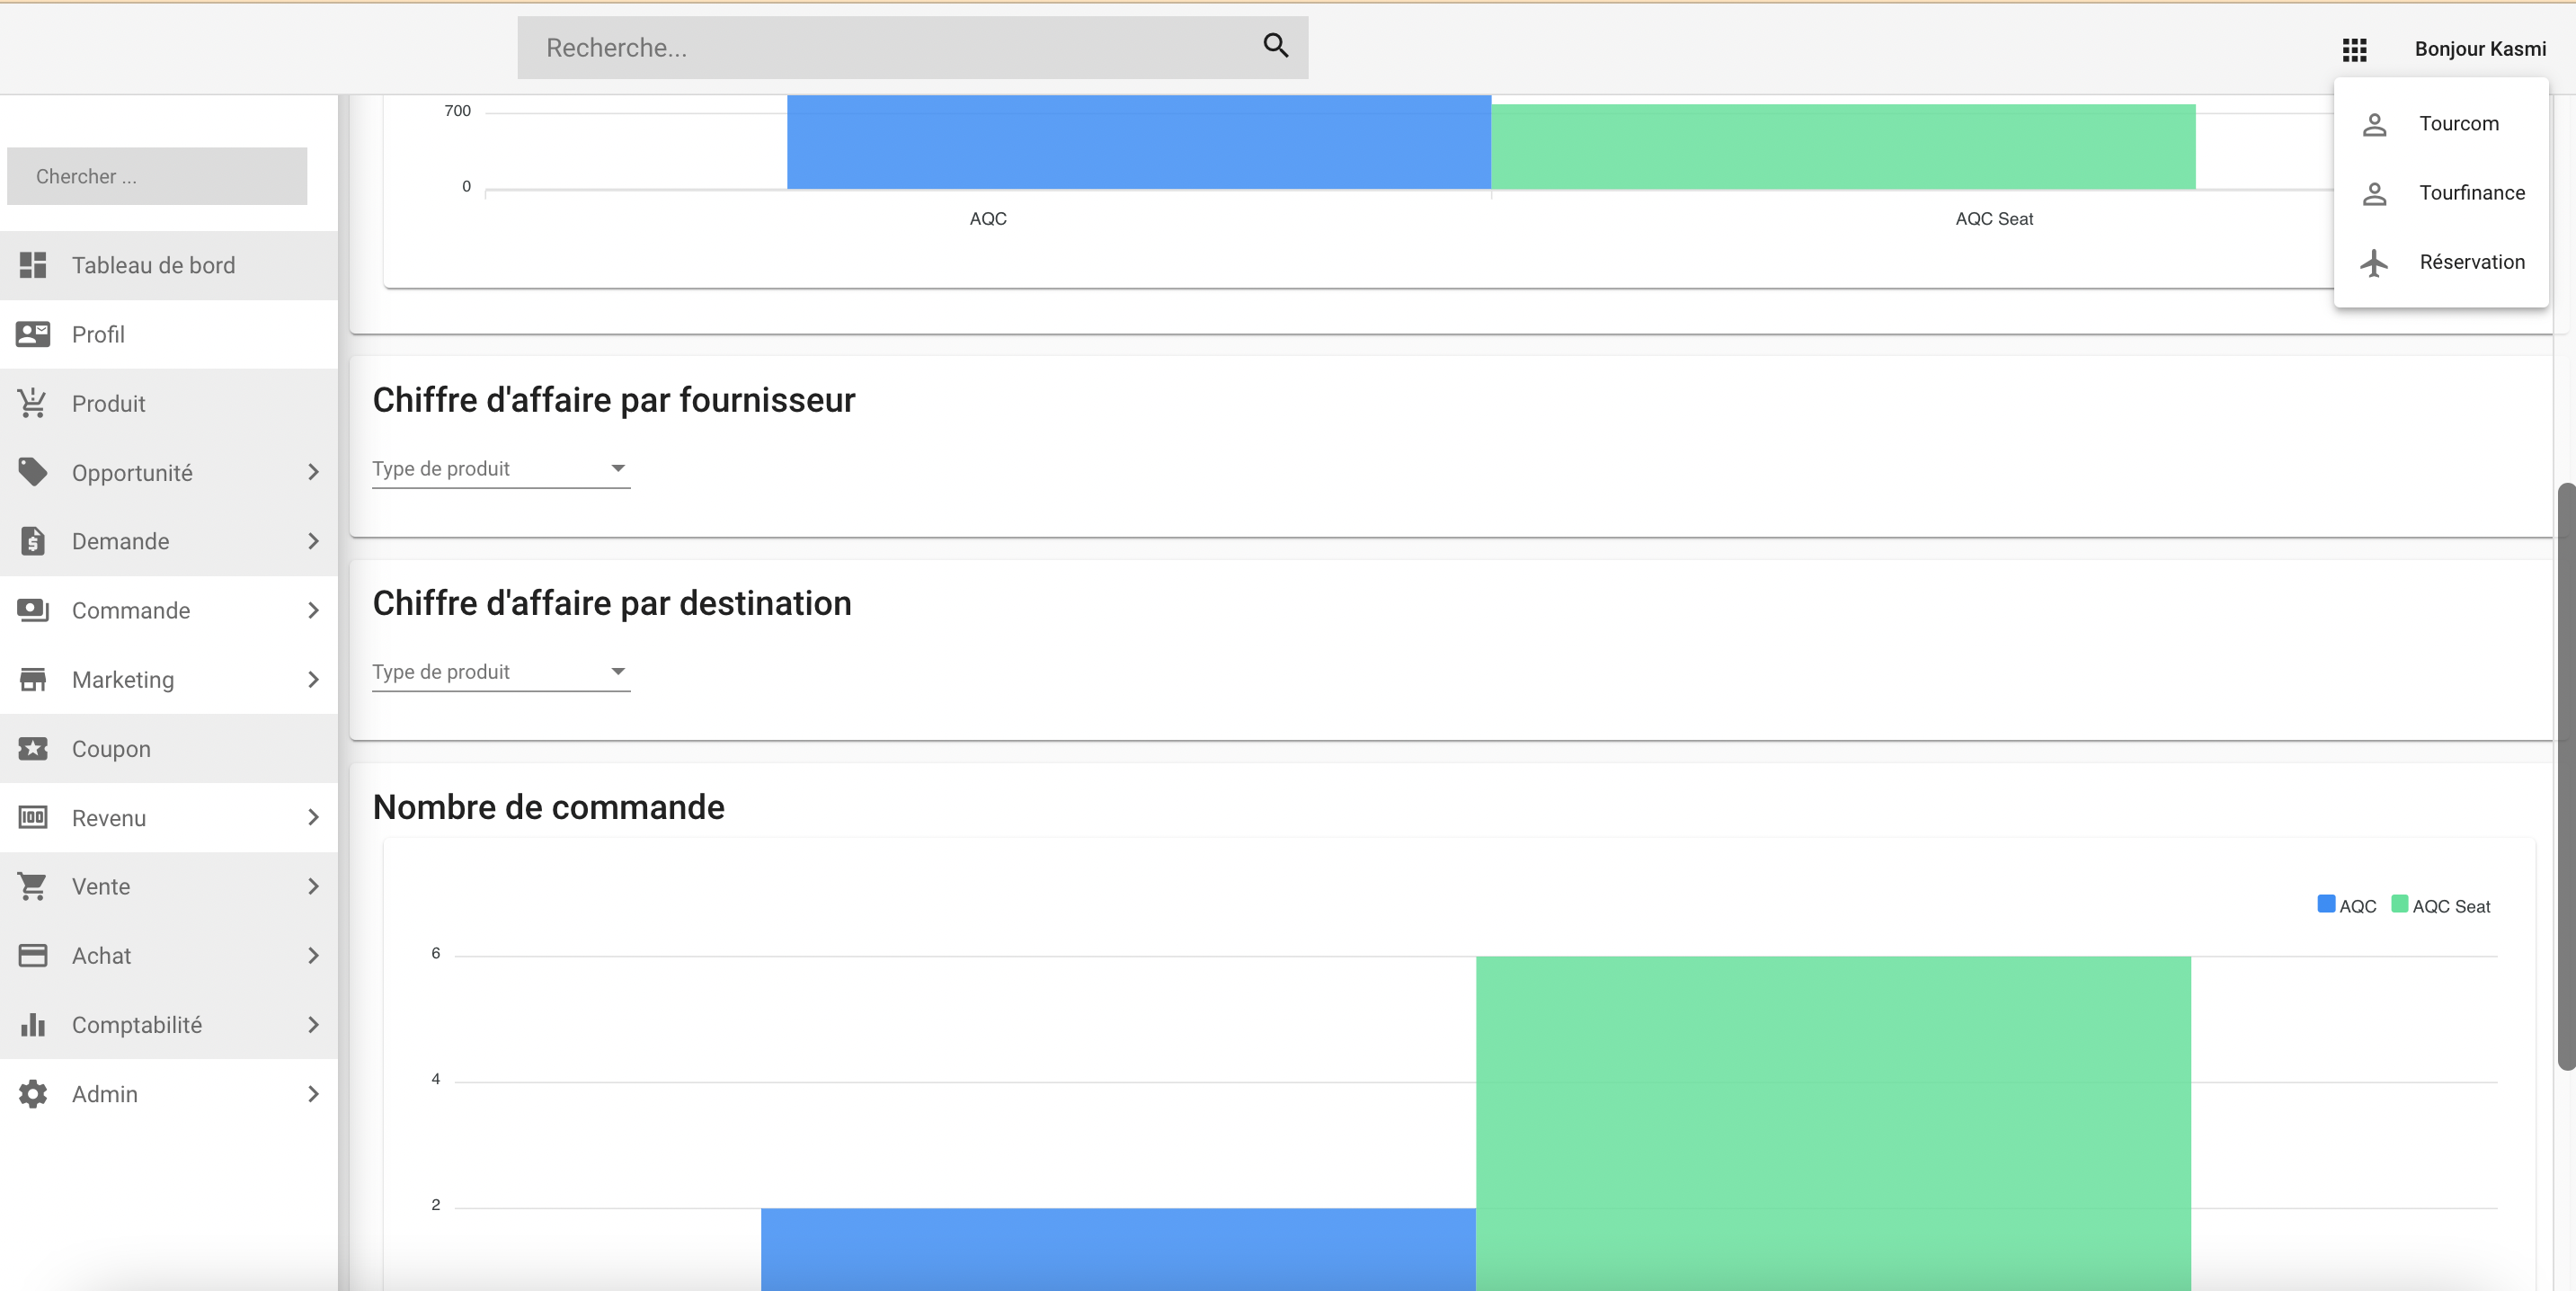 Recherche...
Bonjour Kasmi
Tourcom
Tourfinance
Réservation
Chercher ...
Tableau de bord
Profil
Produit
Opportunité
Demande
Commande
Marketing
Coupon
Revenu
Vente
Achat
Comptabilité
Admin
700
0
AQC
AQC Seat
Chiffre d'affaire par fournisseur
Type de produit
Chiffre d'affaire par destination
Type de produit
Nombre de commande
AQC
AQC Seat
6
4
2